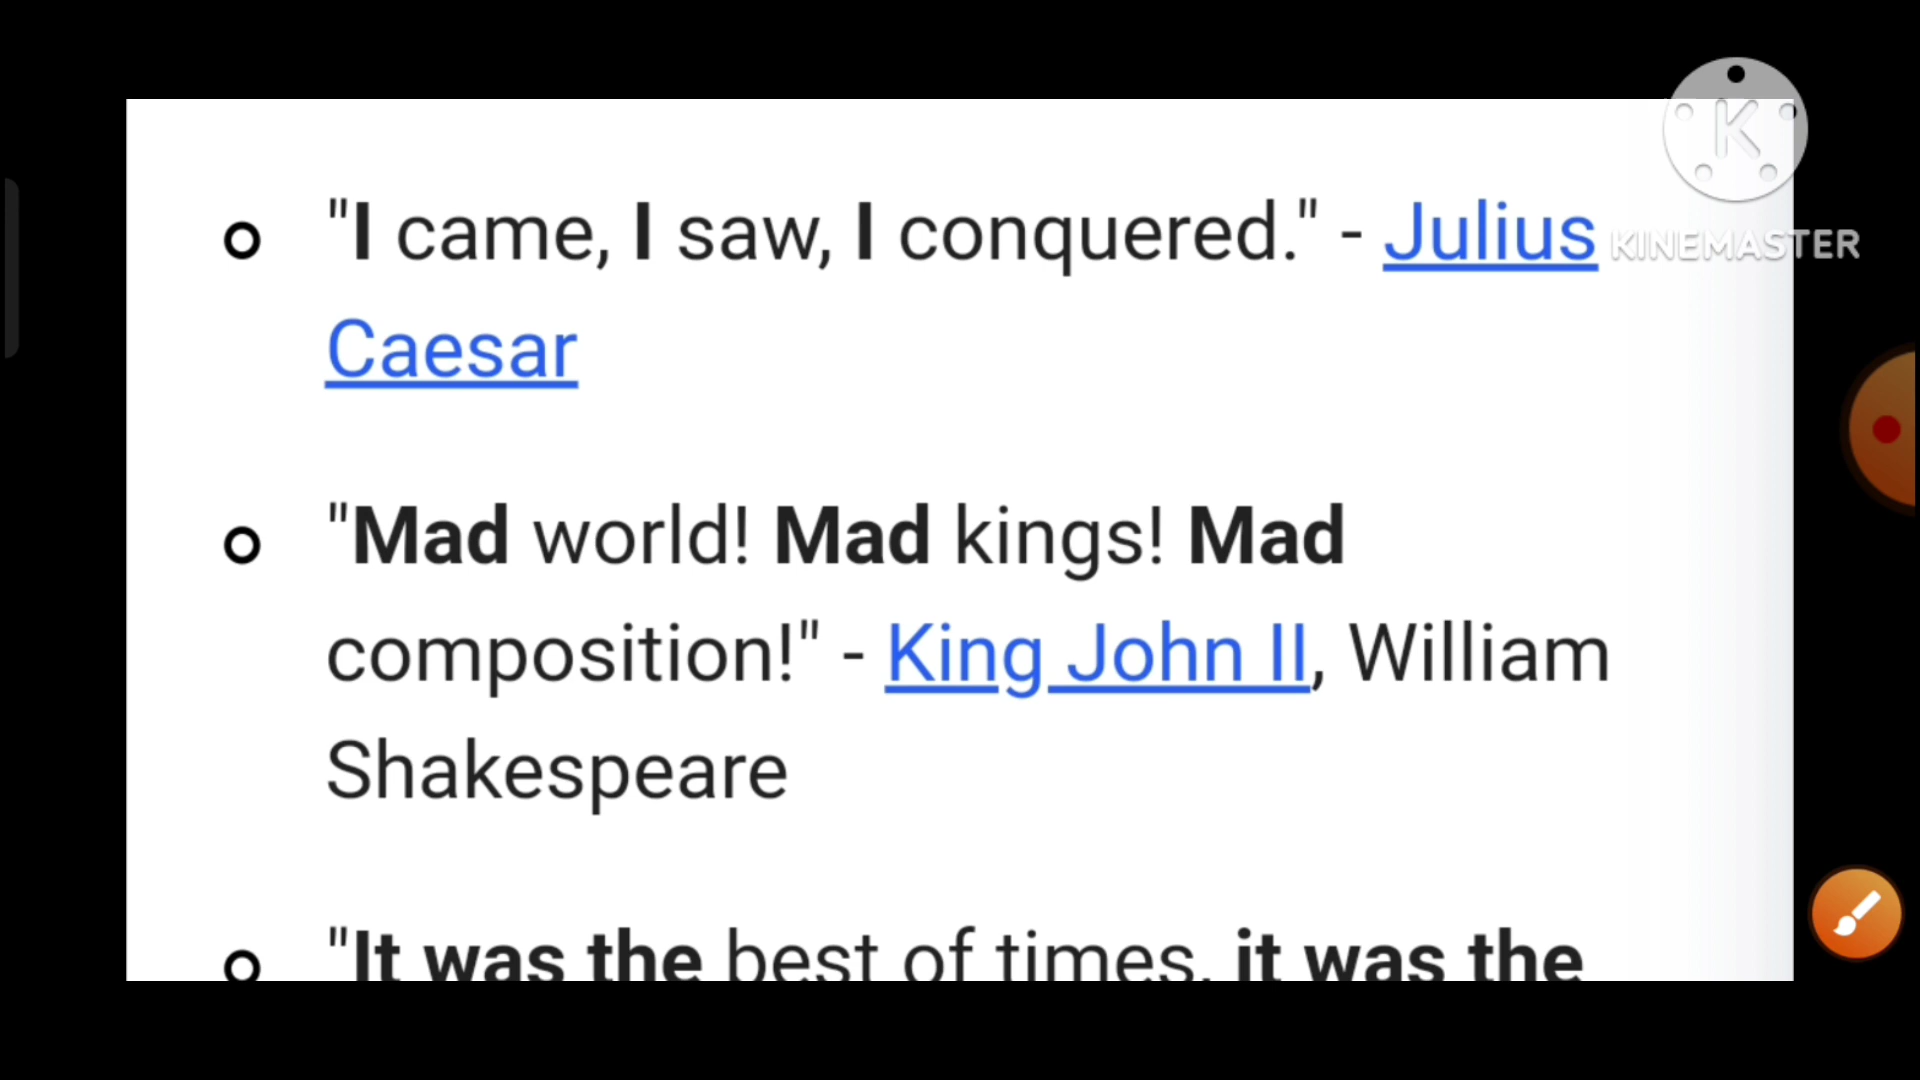 "I came, I saw, I conquered." - Julius
Caesar
"Mad world! Mad kings! Mad
composition!" - King John II, William
Shakespeare
"It was the best of times, it was the
K
KINEMASTER